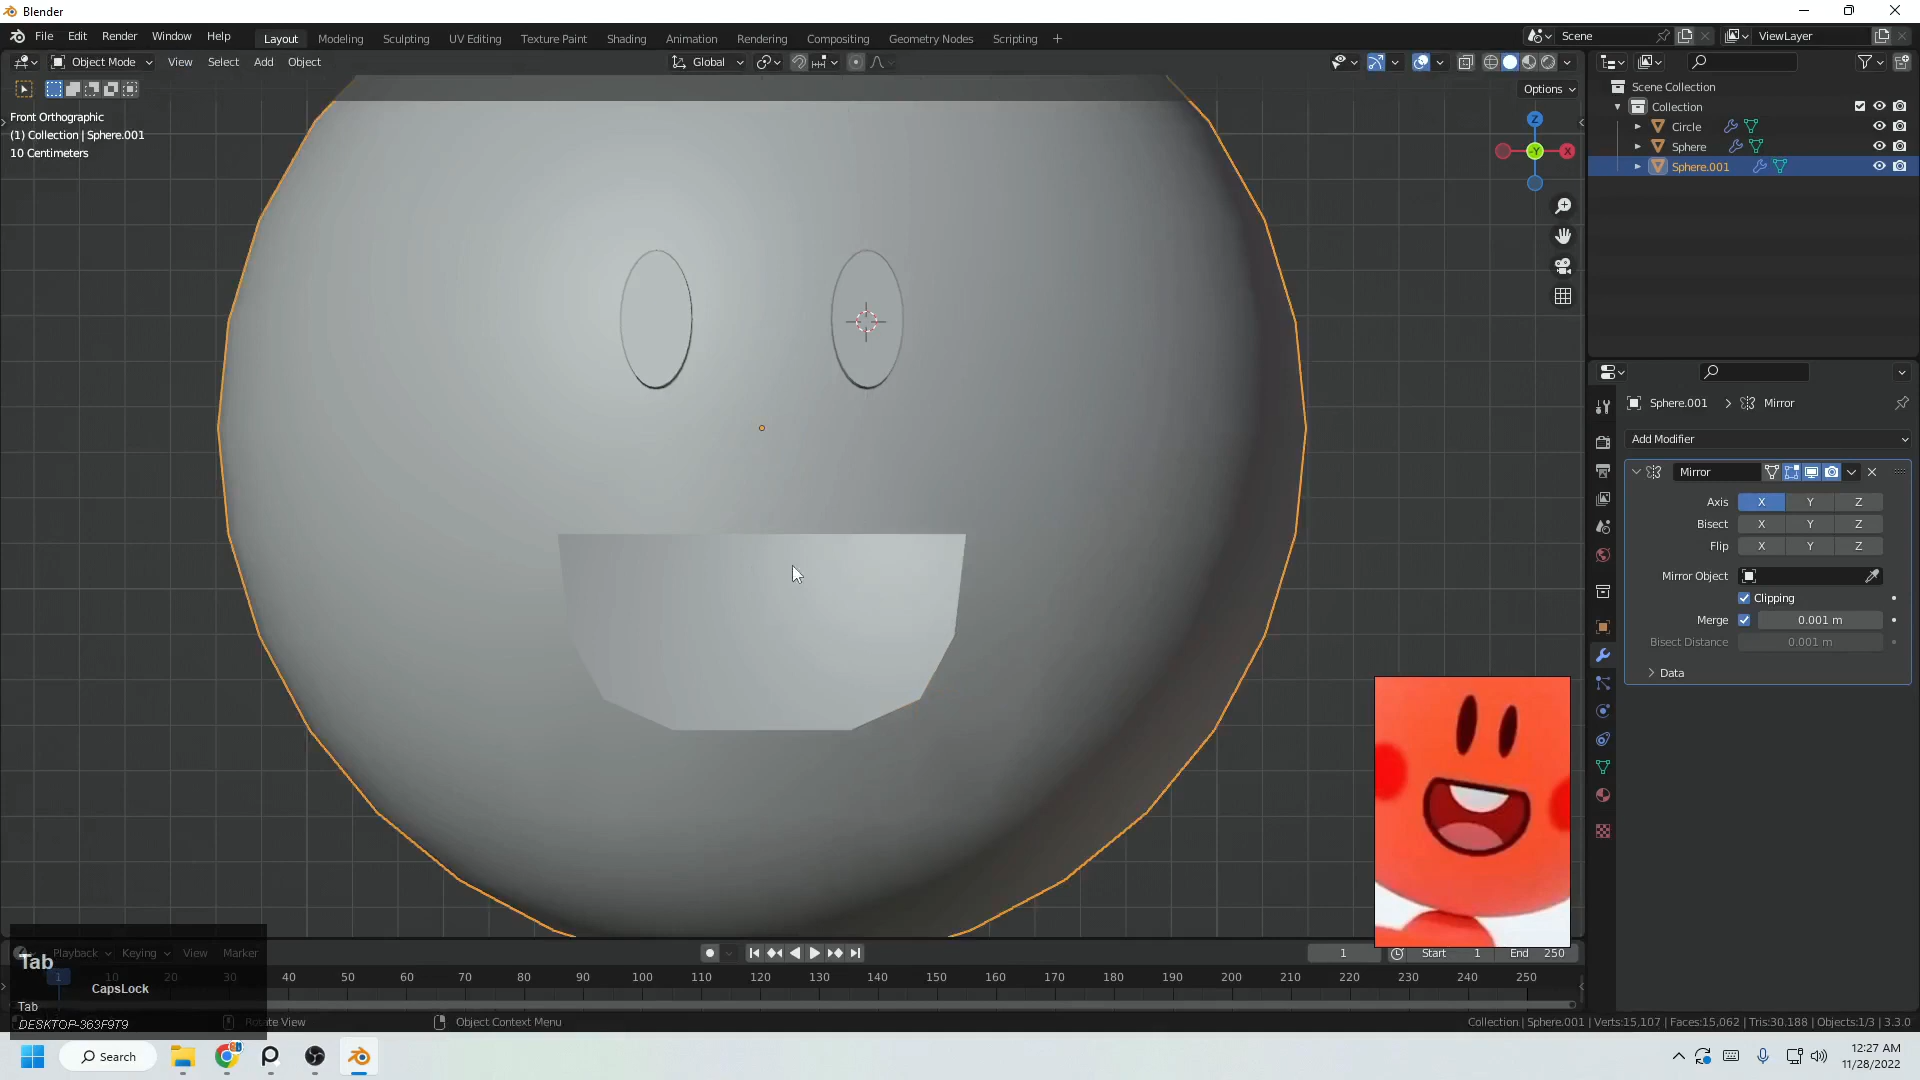 Blender
File Edit Render Window Help
Layout Modeling Sculpting UV Editing Texture Paint Shading Animation Rendering Compositing Geometry Nodes Scripting +
Scene
ViewLayer
Object Mode View Select Add Object
Global
Options
Front Orthographic
(1) Collection | Sphere.001
10 Centimeters
Z
-Y
X
Scene Collection
Collection
Circle
Sphere
Sphere.001
Sphere.001 > Mirror
Add Modifier
Mirror
Axis X Y Z
Bisect X Y Z
Flip X Y Z
Mirror Object
Clipping
Merge 0.001 m
Bisect Distance 0.001 m
Data
Playback Keying View Marker
1 Start 1 End 250
1 10 20 30 40 50 60 70 80 90 100 110 120 130 140 150 160 170 180 190 200 210 220 230 240 250
Tab
CapsLock
Tab
DESKTOP-363F9T9
Rotate View
Object Context Menu
Collection | Sphere.001 | Verts:15,107 | Faces:15,062 | Tris:30,188 | Objects:1/3 | 3.3.0
Search
12:27 AM
11/28/2022